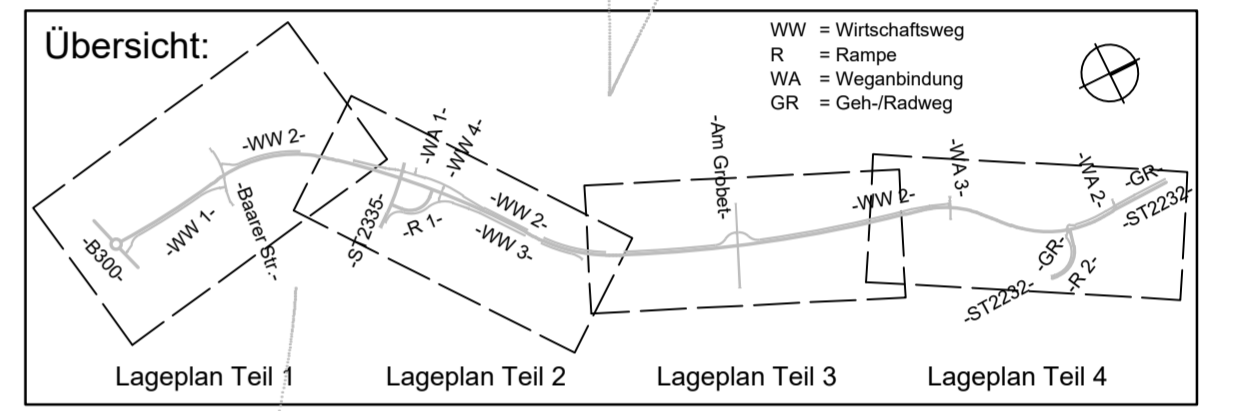 Übersicht:
WW = Wirtschaftsweg
R = Rampe
WA = Weganbindung
GR = Geh-/Radweg
-B300-
-WW 1-
-WW 2-
-Baarer Str.-
-ST2335-
-R 1-
-WA 1-
-WW 4-
-WW 2-
-WW 3-
-Am Grobet-
-WW 2-
-WA 3-
-WA 2-
-GR-
-ST2232-
-GR-
-R 2-
-ST2232-
Lageplan Teil 1
Lageplan Teil 2
Lageplan Teil 3
Lageplan Teil 4